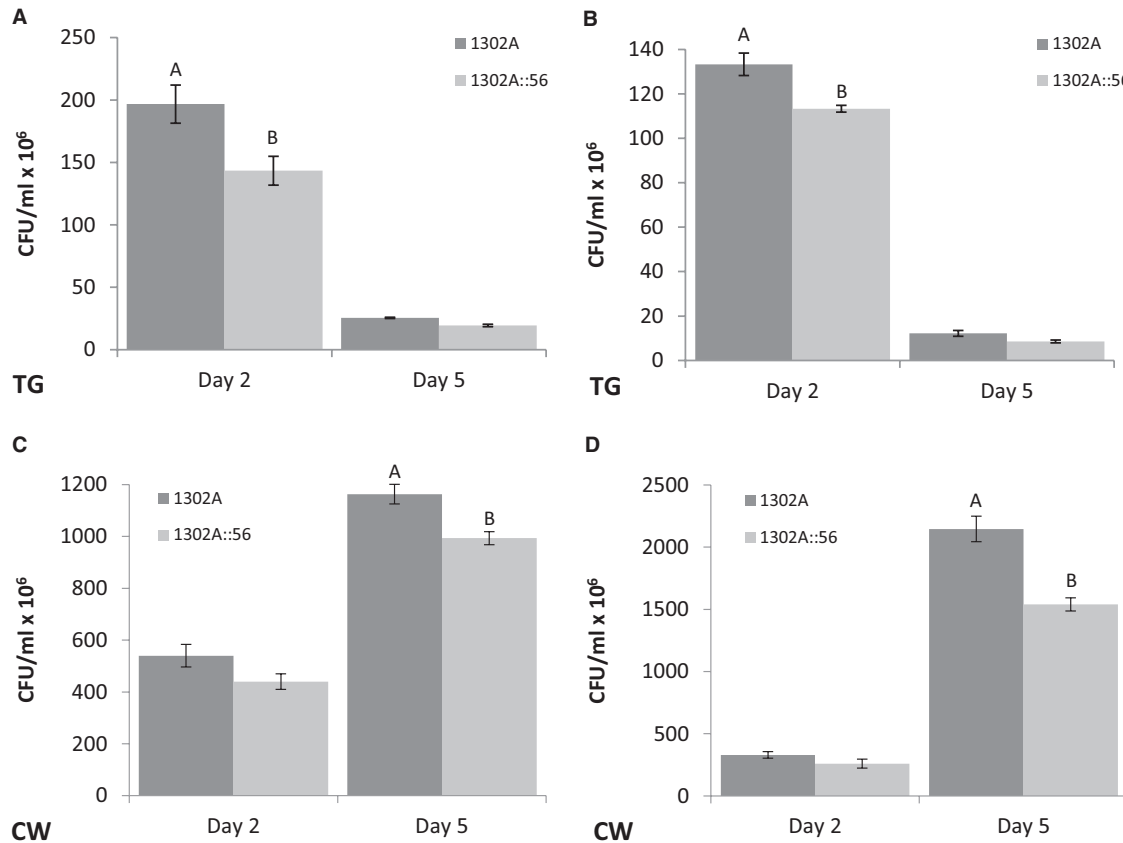 A
CFU/ml x 10⁶
250
200
150
100
50
0
A
B
1302A
1302A::56
Day 2
Day 5
TG
B
CFU/ml x 10⁶
140
120
100
80
60
40
20
0
A
B
1302A
1302A::56
Day 2
Day 5
TG
C
CFU/ml x 10⁶
1200
1000
800
600
400
200
0
1302A
1302A::56
A
B
Day 2
Day 5
CW
D
CFU/ml x 10⁶
2500
2000
1500
1000
500
0
1302A
1302A::56
A
B
Day 2
Day 5
CW